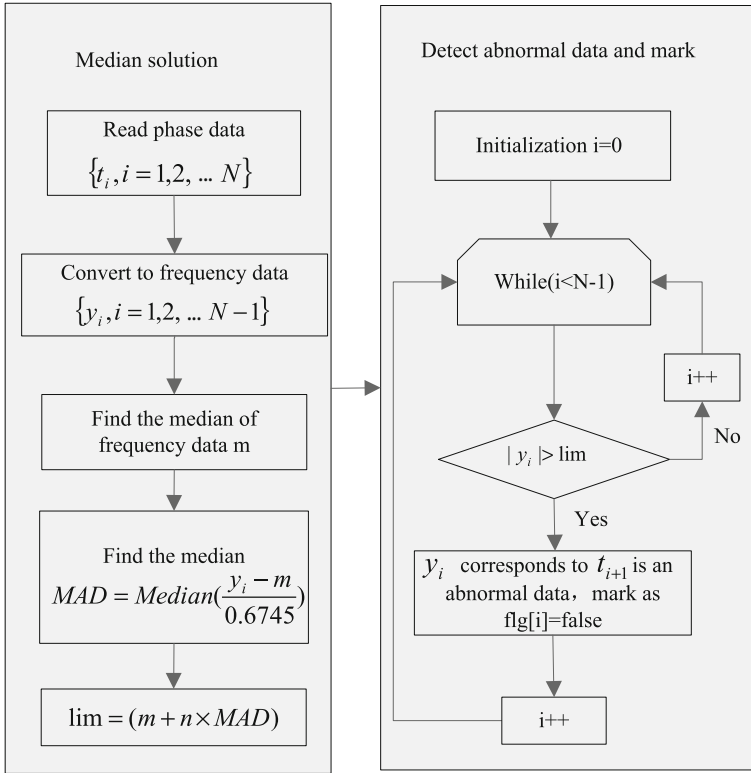 Median solution
Read phase data
{t_i, i = 1,2, ... N}
Convert to frequency data
{y_i, i = 1,2, ... N − 1}
Find the median of
frequency data m
Find the median
MAD = Median(\frac{y_i − m}{0.6745})
lim = (m + n × MAD)
Detect abnormal data and mark
Initialization i=0
While(i<N-1)
i++
No
| y_i |> lim
Yes
y_i corresponds to t_{i+1} is an
abnormal data，mark as
flg[i]=false
i++